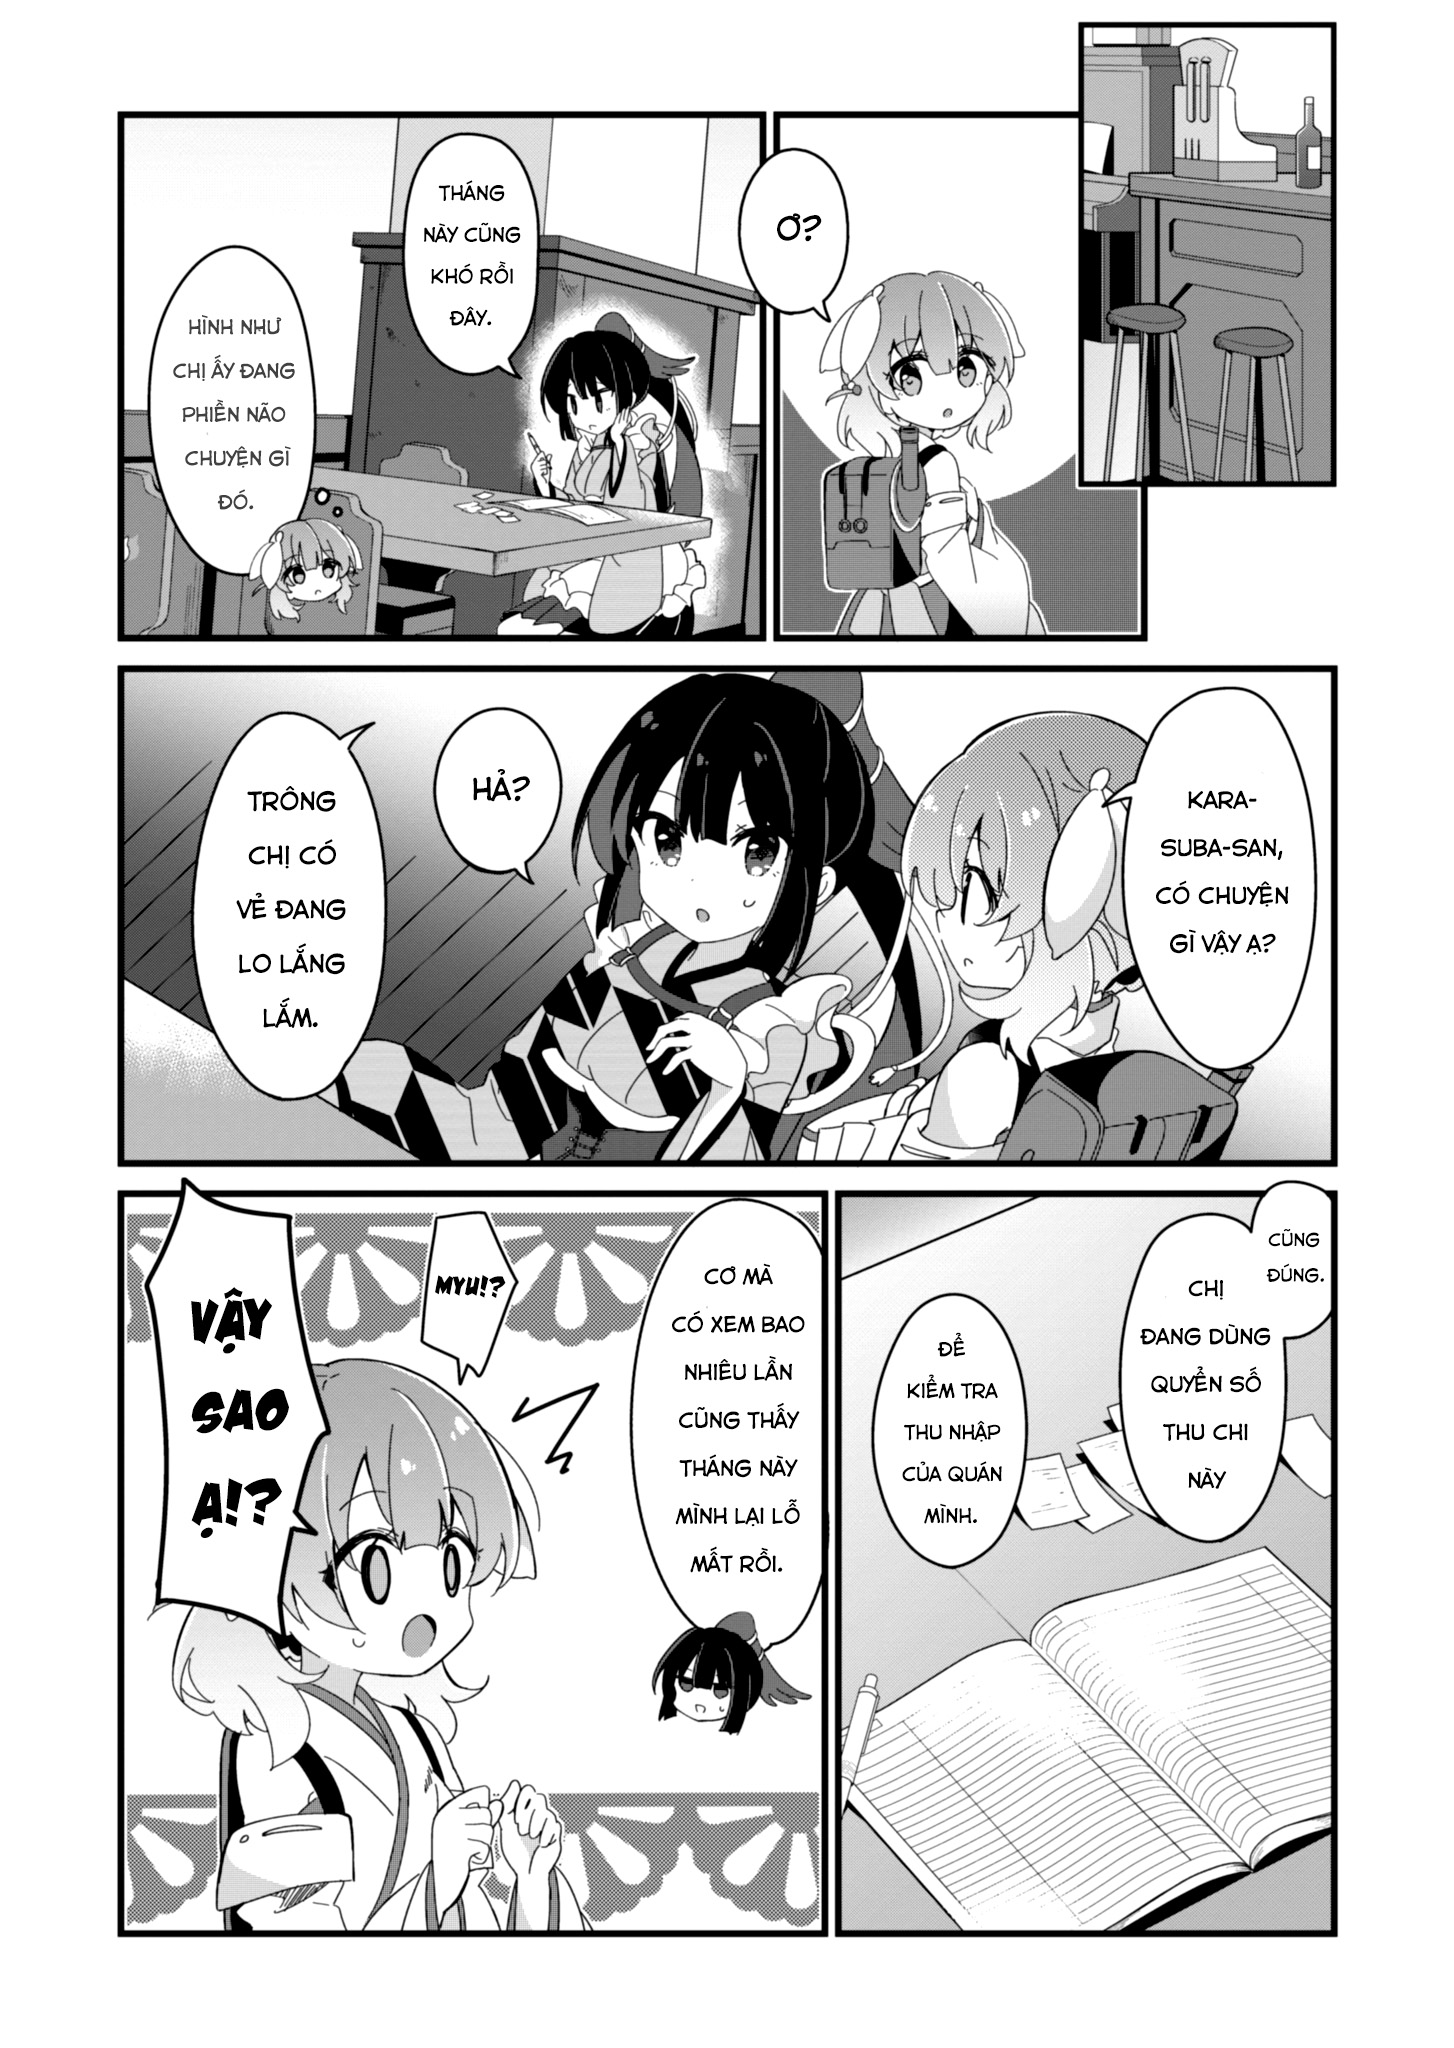 Ơ?
THÁNG
NÀY CŨNG
KHÓ RỒI
ĐÂY.
HÌNH NHƯ
CHỊ ẤY ĐANG
PHIỀN NÃO
CHUYỆN GÌ
ĐÓ.
KARA-
SUBA-SAN,
CÓ CHUYỆN
GÌ VẬY Ạ?
HẢ?
TRÔNG
CHỊ CÓ
VẺ ĐANG
LO LẮNG
LẮM.
CŨNG
ĐÚNG.
CHỊ
ĐANG DÙNG
QUYỂN SỔ
THU CHI
NÀY
ĐỂ
KIỂM TRA
THU NHẬP
CỦA QUÁN
MÌNH.
CƠ MÀ
CÓ XEM BAO
NHIÊU LẦN
CŨNG THẤY
THÁNG NÀY
MÌNH LẠI LỖ
MẤT RỒI.
MYU!?
VẬY
SAO
Ạ!?